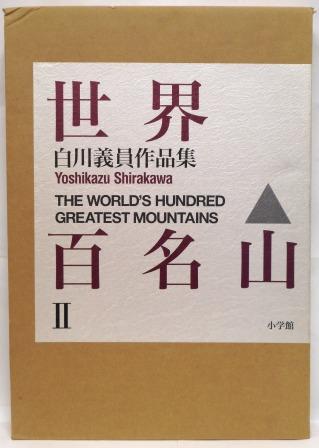 世界
白川義員作品集
Yoshikazu Shirakawa
THE WORLD'S HUNDRED
GREATEST MOUNTAINS
百名山
II
小学館